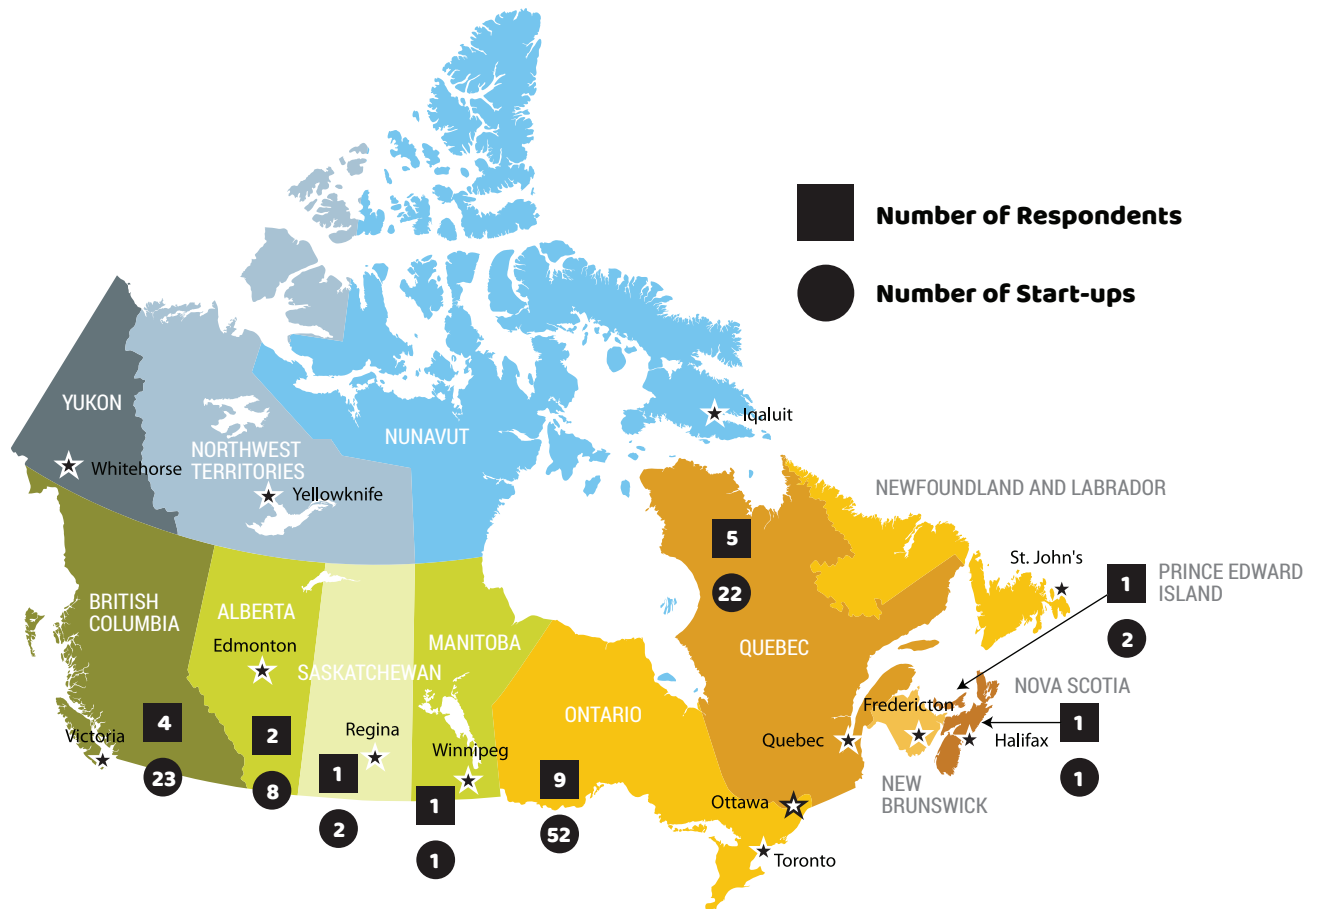 Number of Respondents
Number of Start-ups
YUKON
Whitehorse
NORTHWEST
TERRITORIES
Yellowknife
NUNAVUT
Iqaluit
NEWFOUNDLAND AND LABRADOR
St. John's
5
22
QUEBEC
1
2
PRINCE EDWARD
ISLAND
BRITISH
COLUMBIA
Victoria
4
23
ALBERTA
Edmonton
2
8
SASKATCHEWAN
Regina
1
2
MANITOBA
Winnipeg
1
1
ONTARIO
9
52
Quebec
Ottawa
Toronto
Fredericton
NEW
BRUNSWICK
NOVA SCOTIA
Halifax
1
1